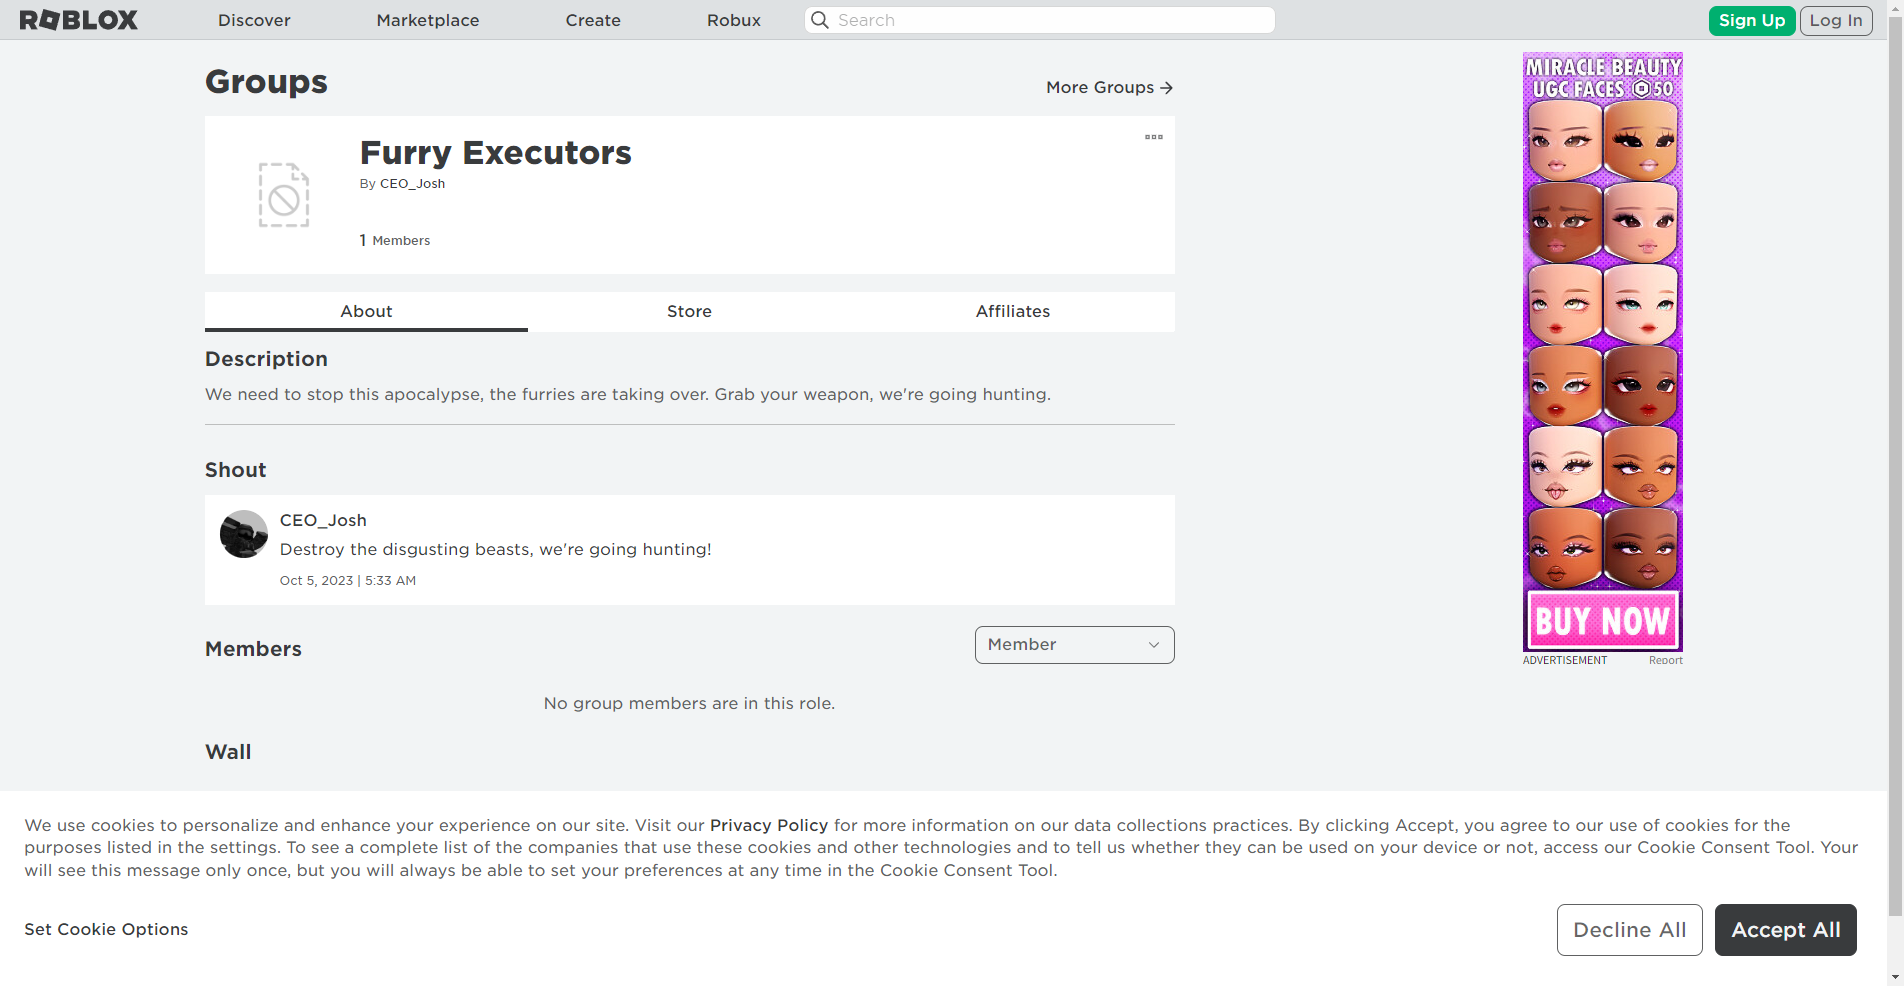 ROBLOX
Discover
Marketplace
Create
Robux
Search
Sign Up
Log In
Groups
More Groups →
Furry Executors
By CEO_Josh
1 Members
About
Store
Affiliates
Description
We need to stop this apocalypse, the furries are taking over. Grab your weapon, we're going hunting.
Shout
CEO_Josh
Destroy the disgusting beasts, we're going hunting!
Oct 5, 2023 | 5:33 AM
Members
Member
No group members are in this role.
Wall
MIRACLE BEAUTY
UGC FACES 50
BUY NOW
ADVERTISEMENT
Report
We use cookies to personalize and enhance your experience on our site. Visit our Privacy Policy for more information on our data collections practices. By clicking Accept, you agree to our use of cookies for the
purposes listed in the settings. To see a complete list of the companies that use these cookies and other technologies and to tell us whether they can be used on your device or not, access our Cookie Consent Tool. Your
will see this message only once, but you will always be able to set your preferences at any time in the Cookie Consent Tool.
Set Cookie Options
Decline All
Accept All